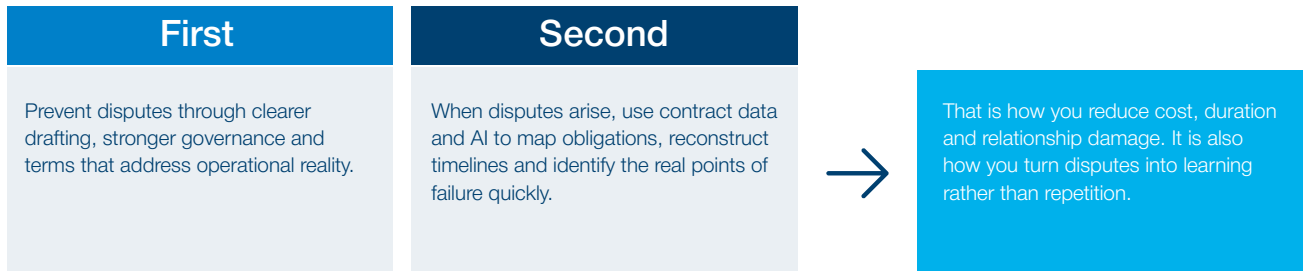 First
Prevent disputes through clearer
drafting, stronger governance and
terms that address operational reality.
Second
When disputes arise, use contract data
and AI to map obligations, reconstruct
timelines and identify the real points of
failure quickly.
That is how you reduce cost, duration
and relationship damage. It is also
how you turn disputes into learning
rather than repetition.